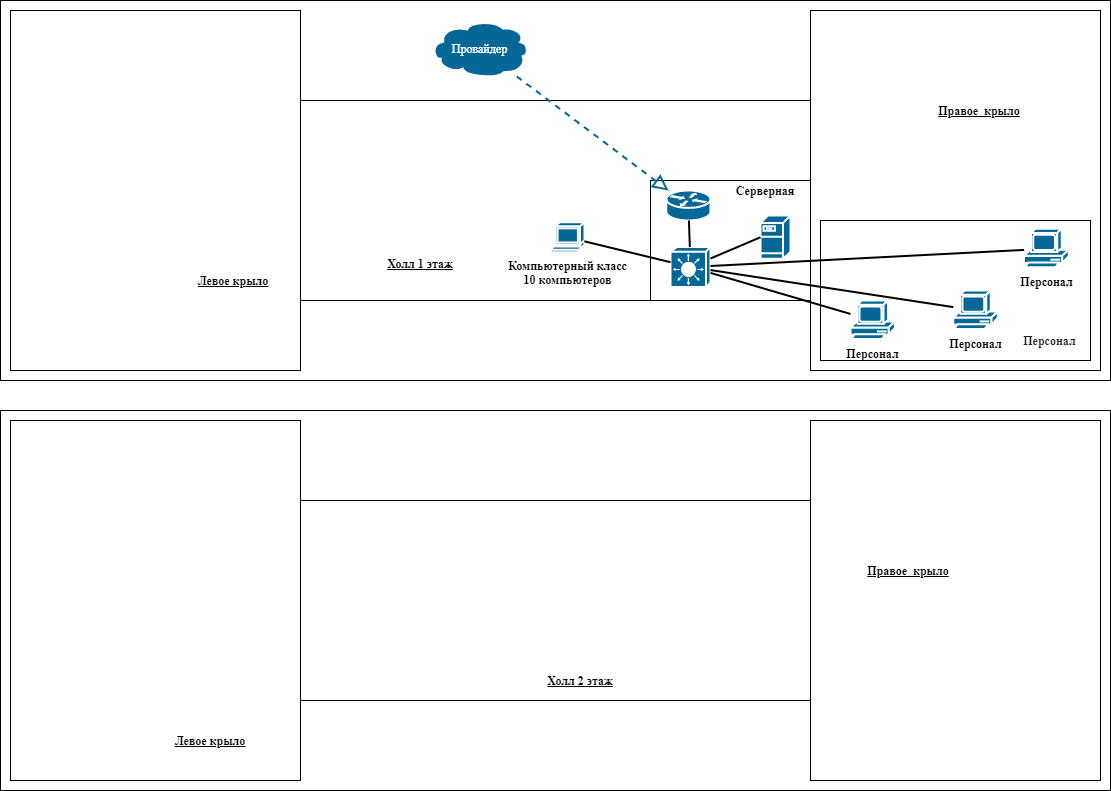 Провайдер
Правое крыло
Серверная
Холл 1 этаж
Компьютерный класс
10 компьютеров
Левое крыло
Персонал
Персонал
Персонал
Персонал
Правое крыло
Холл 2 этаж
Левое крыло